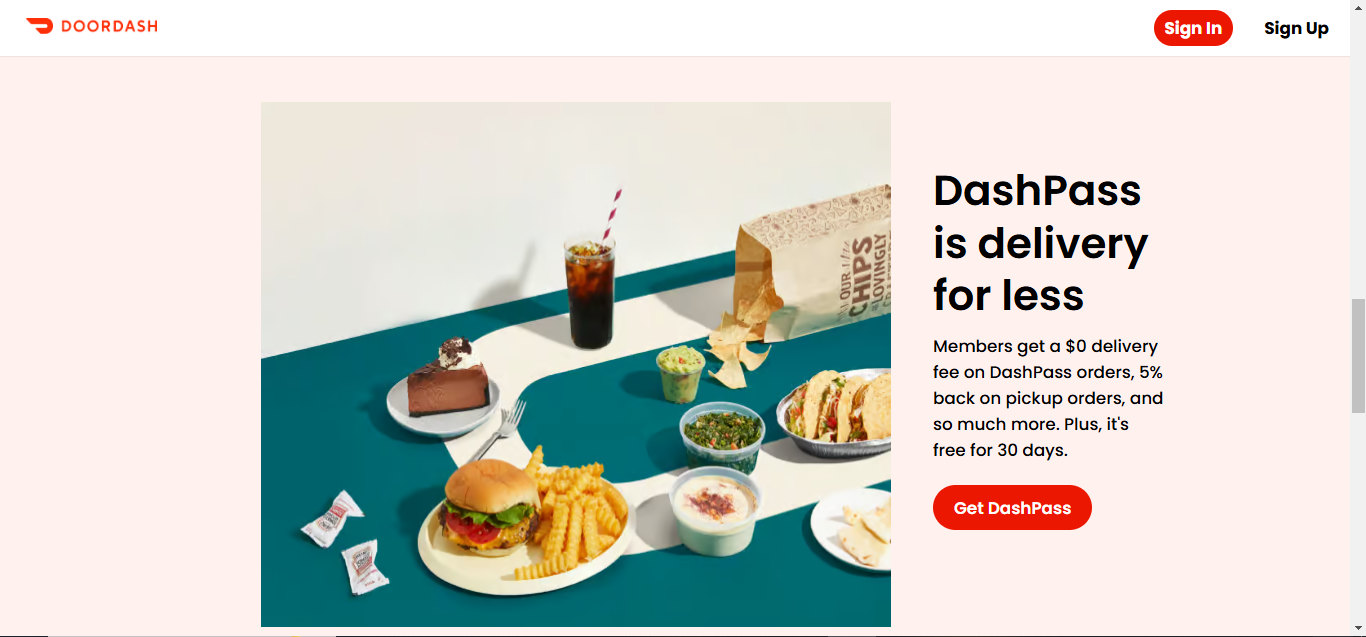 DOORDASH
Sign In
Sign Up
DashPass
is delivery
for less
Members get a $0 delivery
fee on DashPass orders, 5%
back on pickup orders, and
so much more. Plus, it's
free for 30 days.
Get DashPass
OUR
CHIPS
LOVINGLY